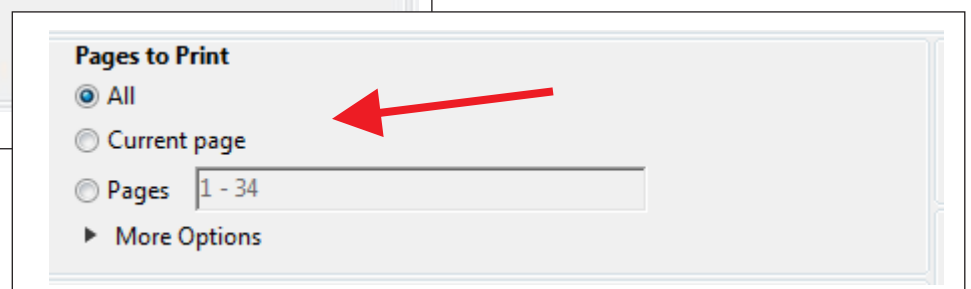 Pages to Print
All
Current page
Pages 1 - 34
More Options